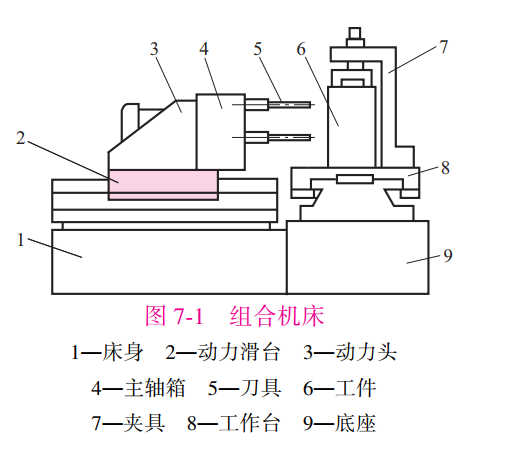 3 4 5 6 7
2
8
1
9
图 7-1 组合机床
1—床身 2—动力滑台 3—动力头
4—主轴箱 5—刀具 6—工件
7—夹具 8—工作台 9—底座